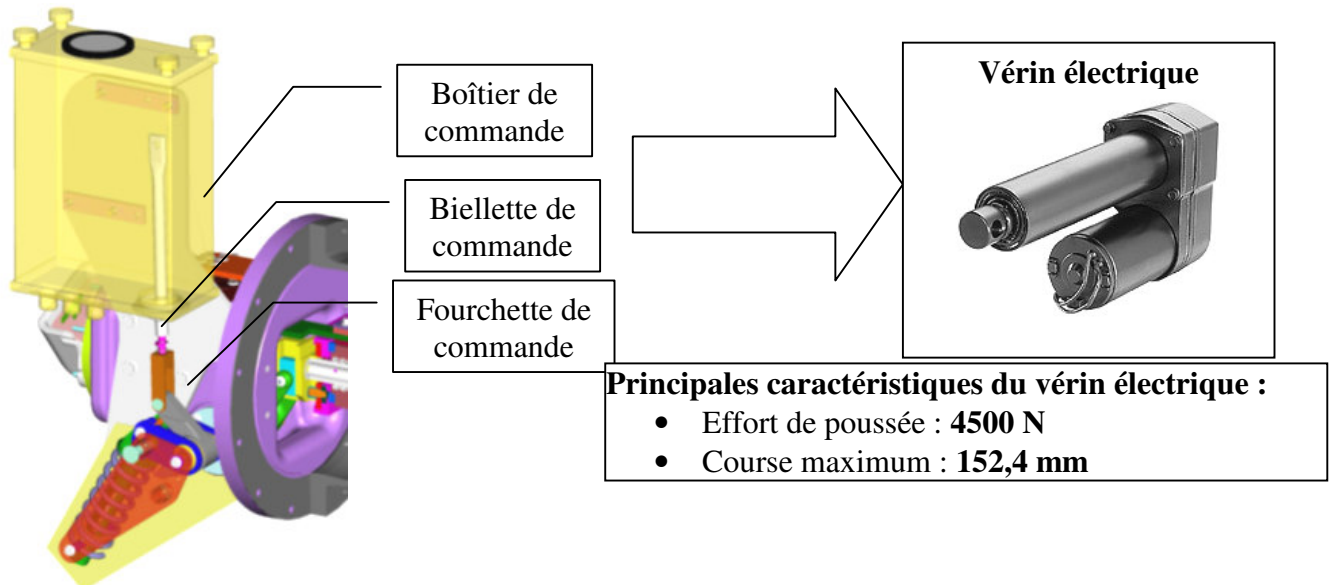 Boîtier de
commande
Biellette de
commande
Fourchette de
commande
Vérin électrique
Principales caractéristiques du vérin électrique :
• Effort de poussée : 4500 N
• Course maximum : 152,4 mm